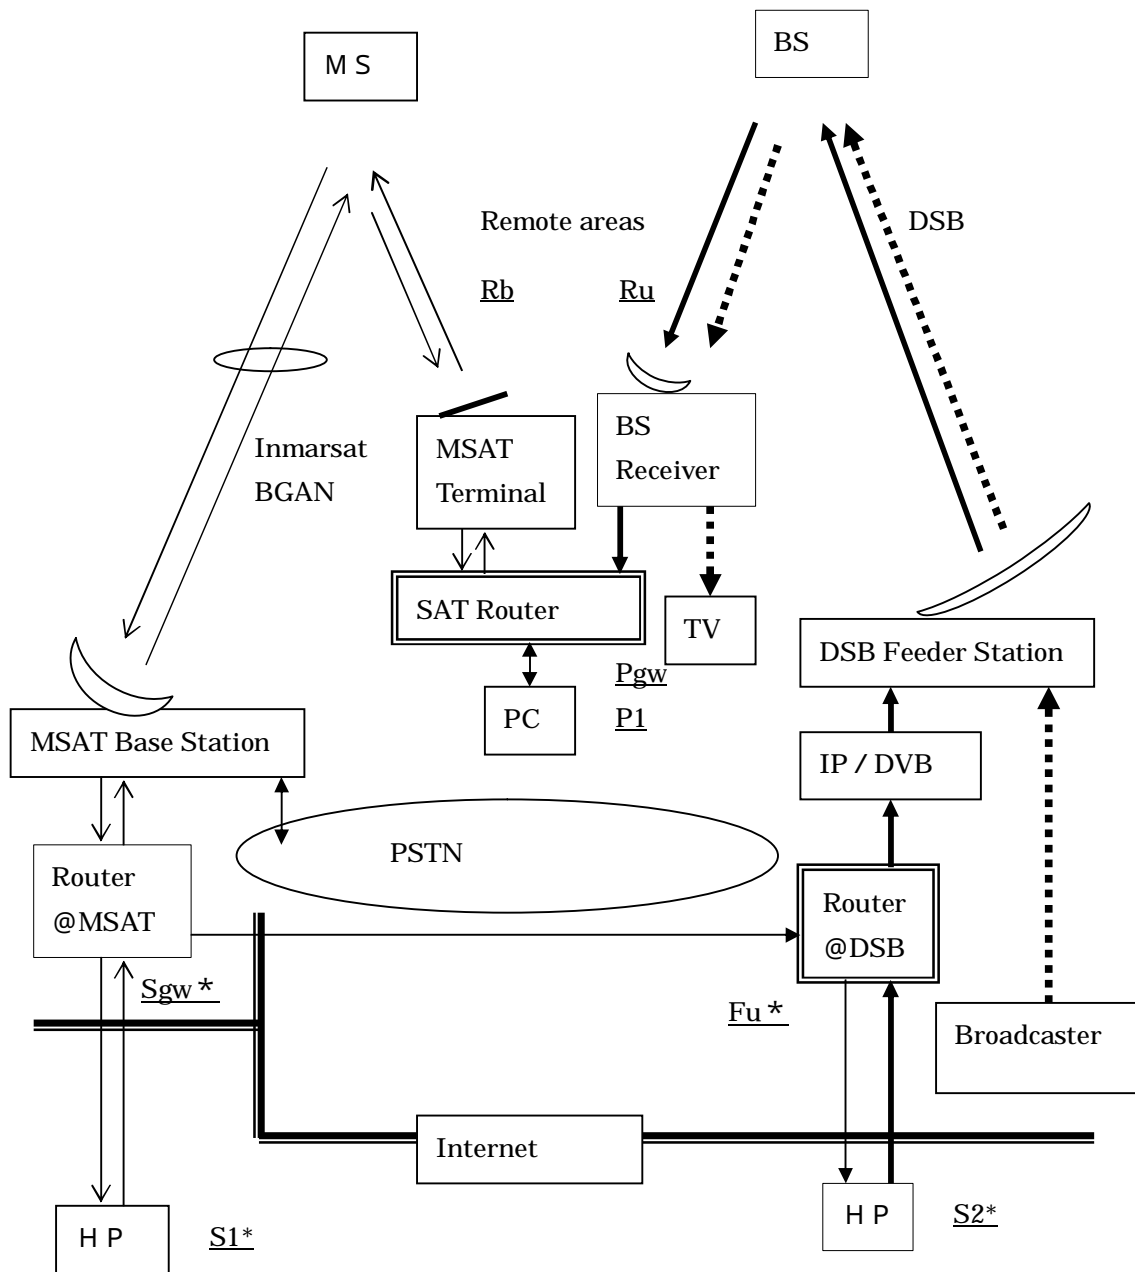 BS
M S
Remote areas
DSB
Rb
Ru
BS
Receiver
Inmarsat
BGAN
MSAT
Terminal
SAT Router
TV
DSB Feeder Station
Pgw
P1
PC
MSAT Base Station
IP / DVB
PSTN
Router
@MSAT
Router
@DSB
Sgw *
Fu *
Broadcaster
Internet
H P
S1*
H P
S2*